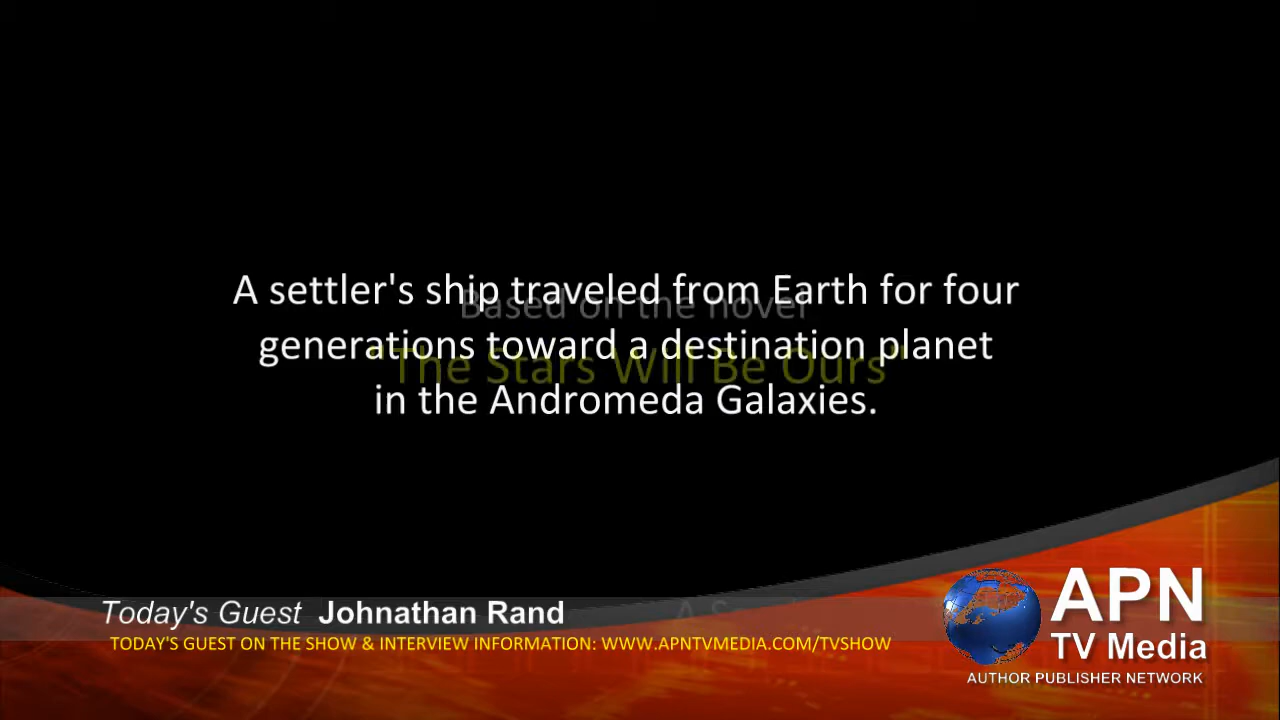 A settler's ship traveled from Earth for four
Based on the novel
generations toward a destination planet
"The Stars Will Be Ours"
in the Andromeda Galaxies.
Today's Guest Johnathan Rand
TODAY'S GUEST ON THE SHOW & INTERVIEW INFORMATION: WWW.APNTVMEDIA.COM/TVSHOW
APN
TV Media
AUTHOR PUBLISHER NETWORK